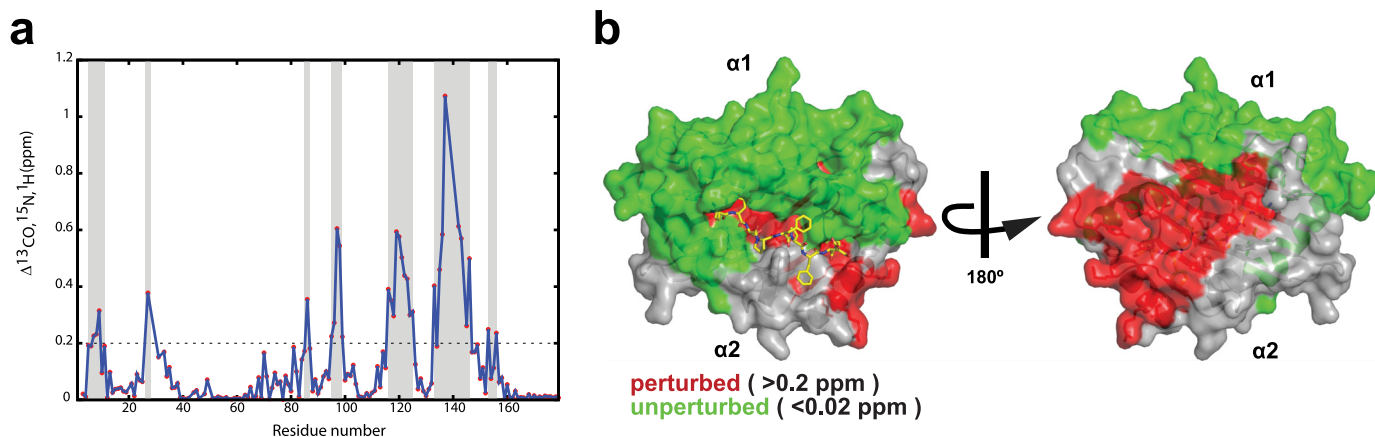 a
1.2
1
0.8
0.6
0.4
0.2
0
20 40 60 80 100 120 140 160
Residue number
Δ¹³CO,¹⁵N,¹H(ppm)
b
α1
α2
180º
α1
α2
perturbed ( >0.2 ppm )
unperturbed ( <0.02 ppm )